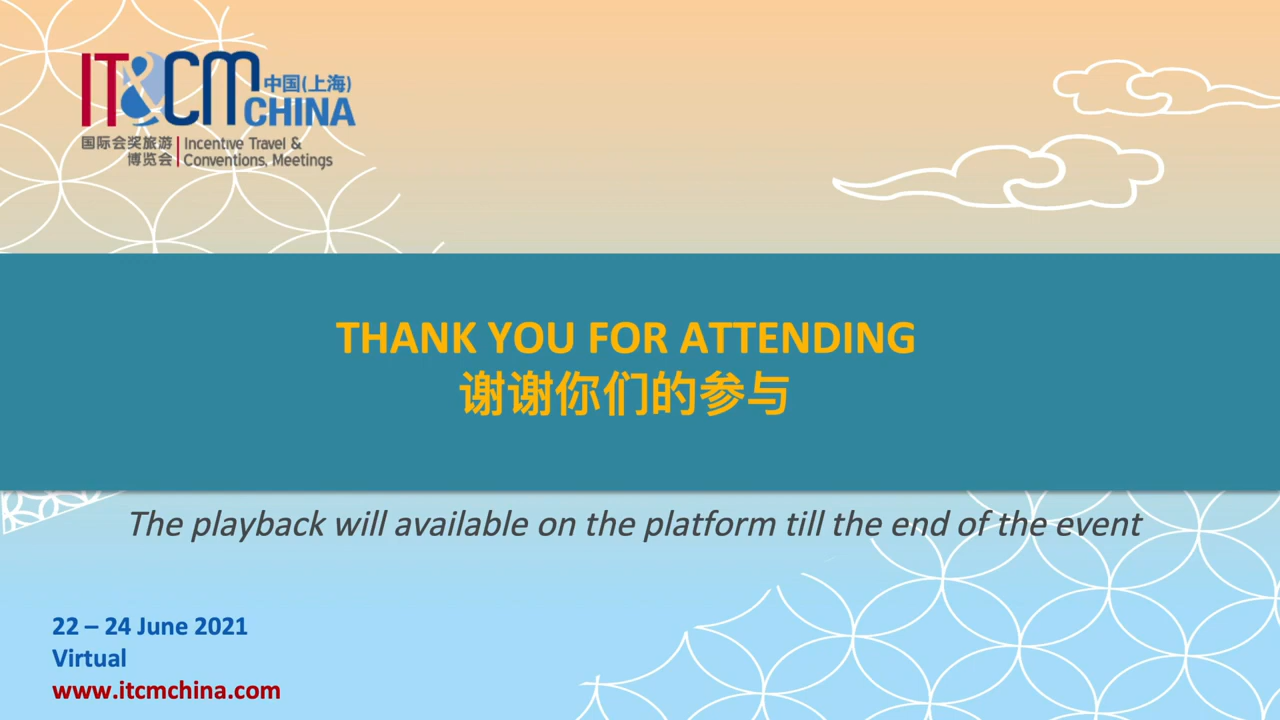 IT&CM 中国(上海)
CHINA
国际会奖旅游 Incentive Travel &
博览会 Conventions, Meetings
THANK YOU FOR ATTENDING
谢谢你们的参与
The playback will available on the platform till the end of the event
22 – 24 June 2021
Virtual
www.itcmchina.com